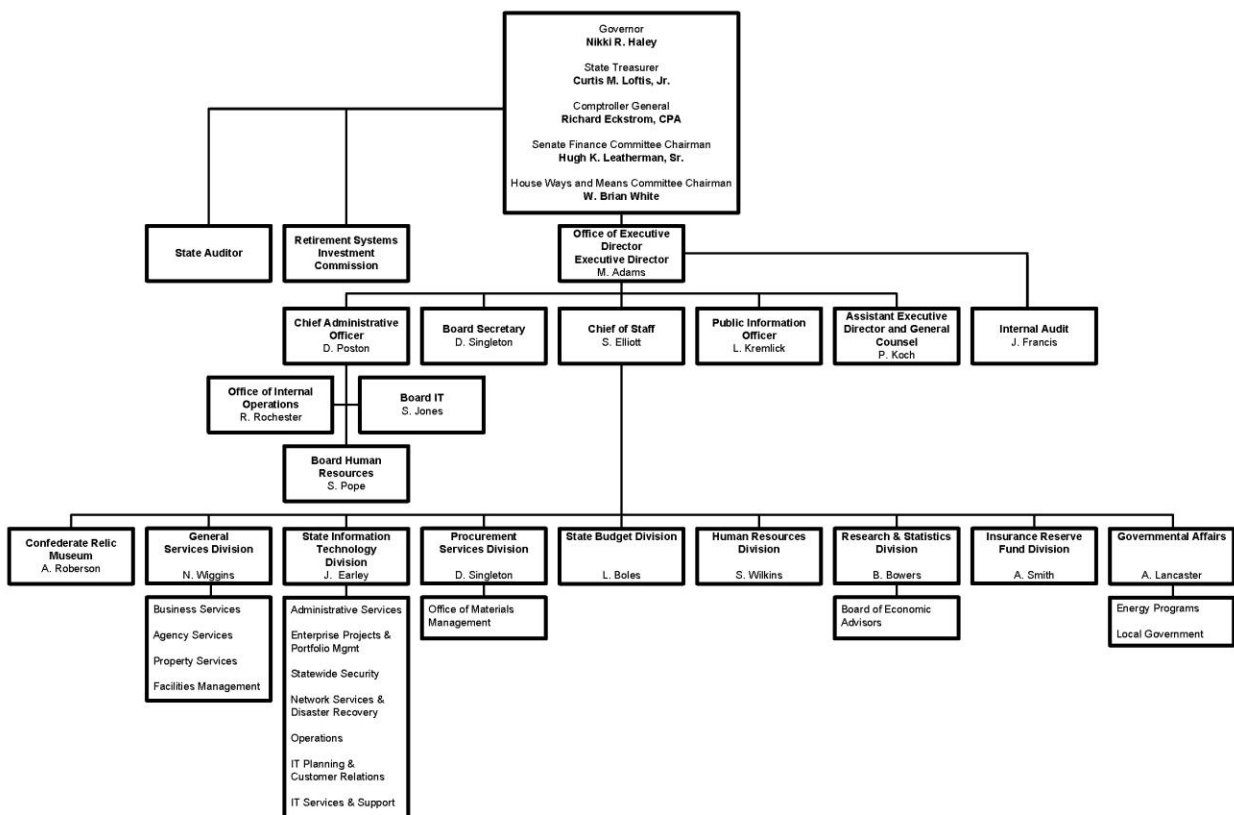 Governor
Nikki R. Haley
State Treasurer
Curtis M. Loftis, Jr.
Comptroller General
Richard Eckstrom, CPA
Senate Finance Committee Chairman
Hugh K. Leatherman, Sr.
House Ways and Means Committee Chairman
W. Brian White
State Auditor
Retirement Systems
Investment
Commission
Office of Executive
Director
Executive Director
M. Adams
Chief Administrative
Officer
D. Poston
Board Secretary
D. Singleton
Chief of Staff
S. Elliott
Public Information
Officer
L. Kremlick
Assistant Executive
Director and General
Counsel
P. Koch
Internal Audit
J. Francis
Office of Internal
Operations
R. Rochester
Board IT
S. Jones
Board Human
Resources
S. Pope
Confederate Relic
Museum
A. Roberson
General
Services Division
N. Wiggins
State Information
Technology
Division
J. Earley
Procurement
Services Division
D. Singleton
State Budget Division
L. Boles
Human Resources
Division
S. Wilkins
Research & Statistics
Division
B. Bowers
Insurance Reserve
Fund Division
A. Smith
Governmental Affairs
A. Lancaster
Business Services
Agency Services
Property Services
Facilities Management
Administrative Services
Enterprise Projects &
Portfolio Mgmt
Statewide Security
Network Services &
Disaster Recovery
Operations
IT Planning &
Customer Relations
IT Services & Support
Office of Materials
Management
Board of Economic
Advisors
Energy Programs
Local Government